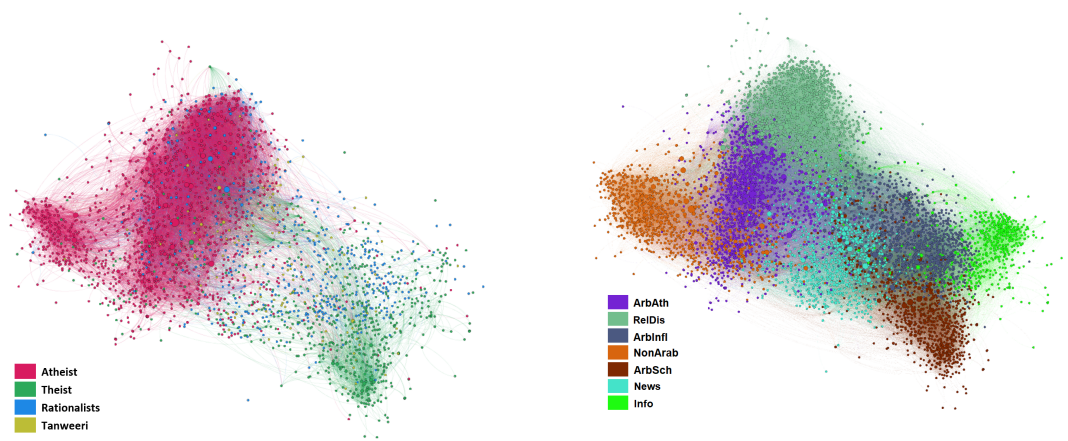 Atheist
Theist
Rationalists
Tanweeri
ArbAth
RelDis
ArbInfl
NonArab
ArbSch
News
Info